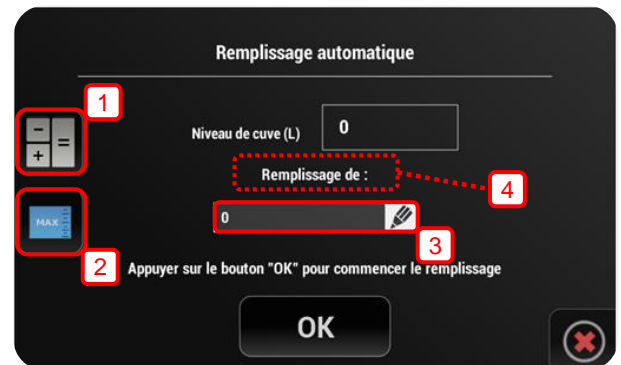 Remplissage automatique
1
- =
+
Niveau de cuve (L) 0
Remplissage de :
4
MAX
0
3
2
Appuyer sur le bouton "OK" pour commencer le remplissage
OK